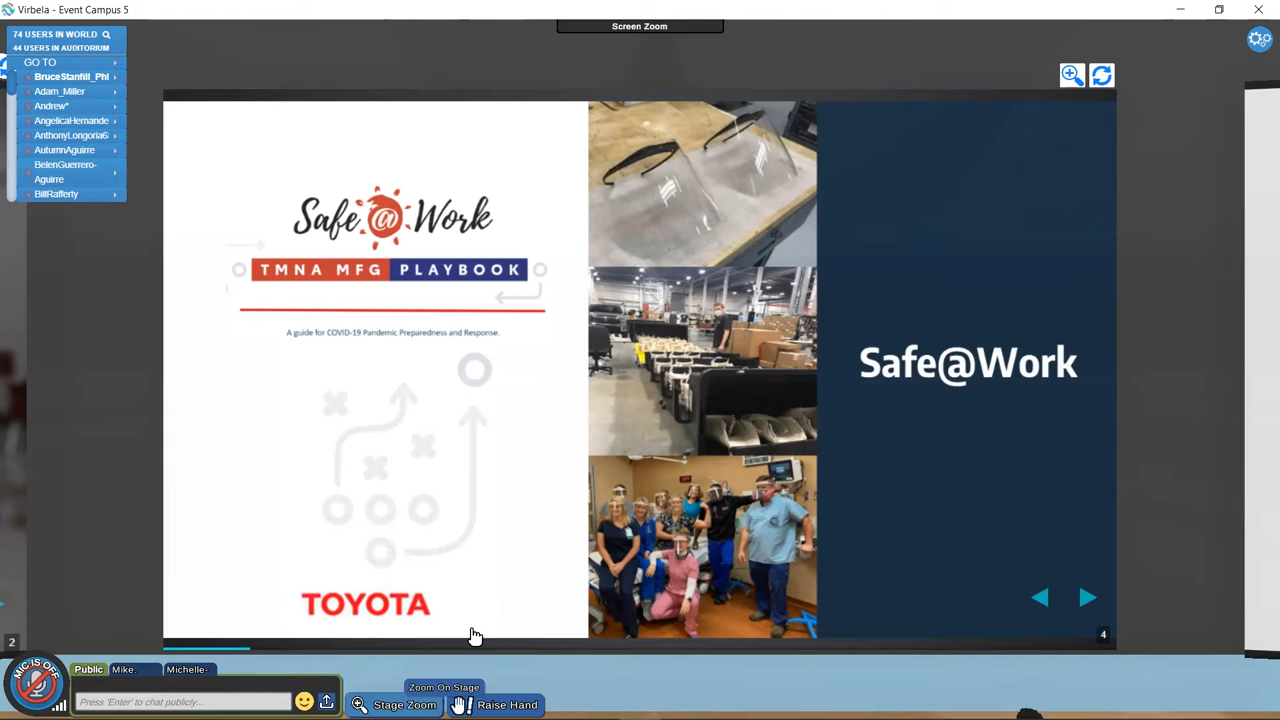 Virbela - Event Campus 5
Screen Zoom
74 USERS IN WORLD
44 USERS IN AUDITORIUM
GO TO
BruceStanfill_Phl
Adam_Miller
Andrew*
AngelicaHernande
AnthonyLongoria6
AutumnAguirre
BelenGuerrero-
Aguirre
BillRafferty
Safe @ Work
TMNA MFG PLAYBOOK
A guide for COVID-19 Pandemic Preparedness and Response.
TOYOTA
Safe@Work
4
2
MIC IS OFF
Public Mike. Michelle-
Press 'Enter' to chat publicly...
Zoom On Stage
Stage Zoom
Raise Hand